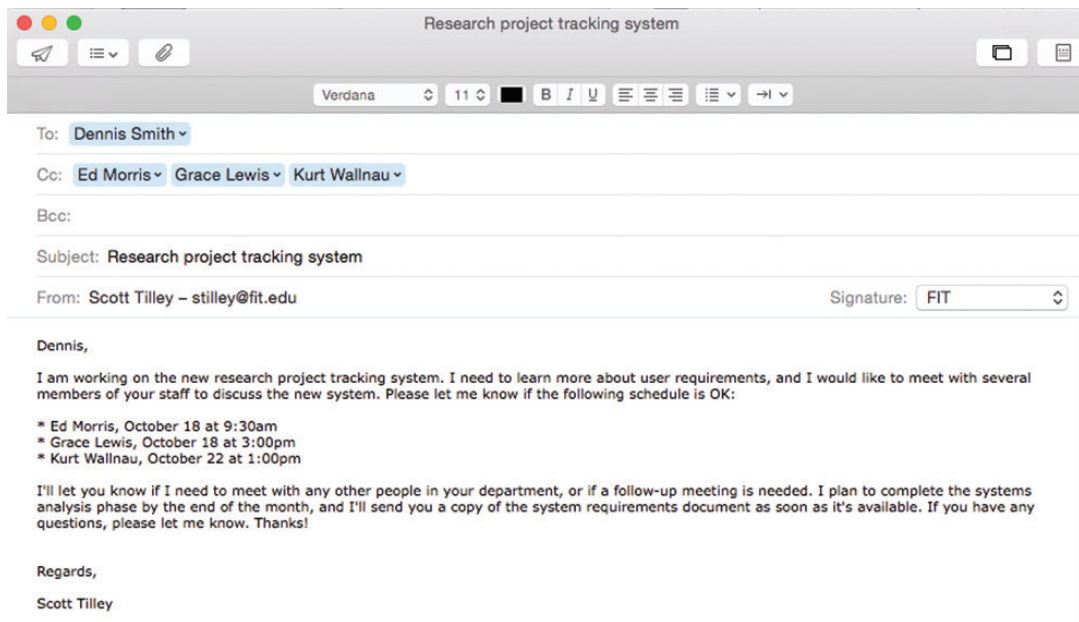 Research project tracking system
Verdana 11 B I U
To: Dennis Smith
Cc: Ed Morris Grace Lewis Kurt Wallnau
Bcc:
Subject: Research project tracking system
From: Scott Tilley – stilley@fit.edu Signature: FIT
Dennis,
I am working on the new research project tracking system. I need to learn more about user requirements, and I would like to meet with several
members of your staff to discuss the new system. Please let me know if the following schedule is OK:
* Ed Morris, October 18 at 9:30am
* Grace Lewis, October 18 at 3:00pm
* Kurt Wallnau, October 22 at 1:00pm
I'll let you know if I need to meet with any other people in your department, or if a follow-up meeting is needed. I plan to complete the systems
analysis phase by the end of the month, and I'll send you a copy of the system requirements document as soon as it's available. If you have any
questions, please let me know. Thanks!
Regards,
Scott Tilley